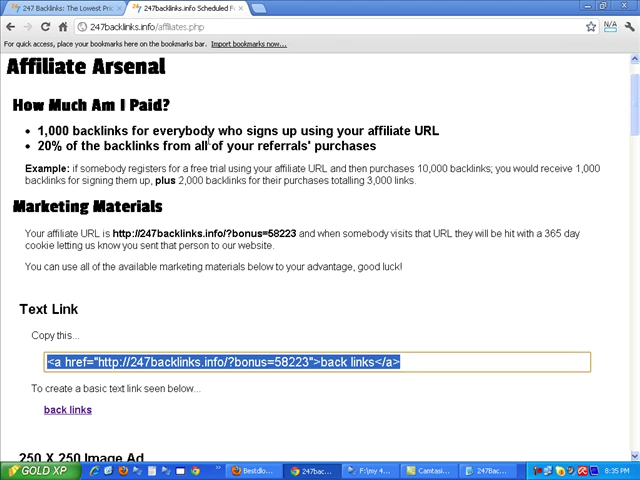 247 Backlinks: The Lowest Pric
247backlinks.info Scheduled F
247backlinks.info/affiliates.php
For quick access, place your bookmarks here on the bookmarks bar. Import bookmarks now...
Affiliate Arsenal
How Much Am I Paid?
• 1,000 backlinks for everybody who signs up using your affiliate URL
• 20% of the backlinks from all of your referrals' purchases
Example: if somebody registers for a free trial using your affiliate URL and then purchases 10,000 backlinks; you would receive 1,000
backlinks for signing them up, plus 2,000 backlinks for their purchases totalling 3,000 links.
Marketing Materials
Your affiliate URL is http://247backlinks.info/?bonus=58223 and when somebody visits that URL they will be hit with a 365 day
cookie letting us know you sent that person to our website.
You can use all of the available marketing materials below to your advantage, good luck!
Text Link
Copy this...
<a href="http://247backlinks.info/?bonus=58223">back links</a>
To create a basic text link seen below...
back links
250 X 250 Image Ad
GOLD XP
Bestdlo...
247bac...
F:\my 4...
Camtasi...
247Bac...
8:35 PM